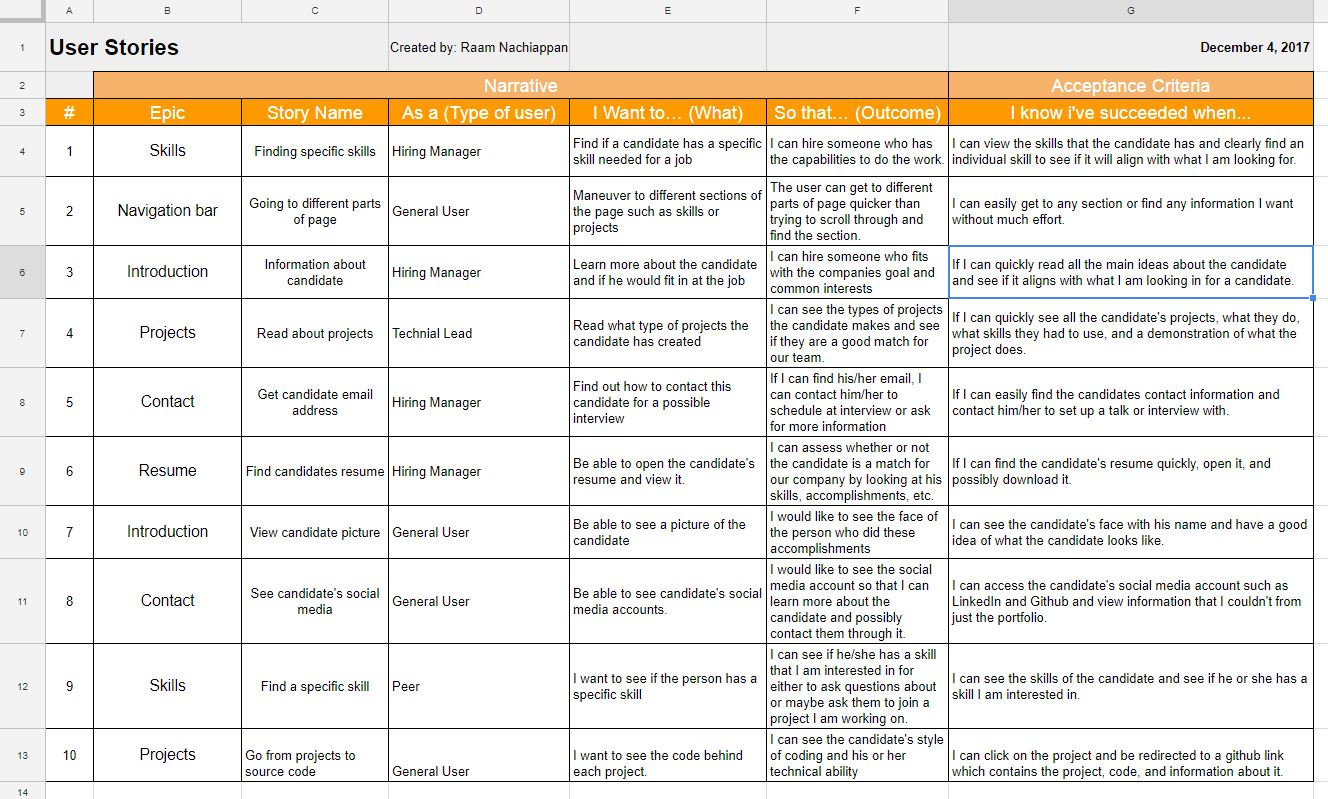 A B C D E F G
1 User Stories Created by: Raam Nachiappan December 4, 2017
2 Narrative Acceptance Criteria
3 # Epic Story Name As a (Type of user) I Want to... (What) So that... (Outcome) I know i've succeeded when...
4
1
Skills
Finding specific skills
Hiring Manager
Find if a candidate has a specific
skill needed for a job
I can hire someone who has
the capabilities to do the work.
I can view the skills that the candidate has and clearly find an
individual skill to see if it will align with what I am looking for.
5
2
Navigation bar
Going to different parts
of page
General User
Maneuver to different sections of
the page such as skills or
projects
The user can get to different
parts of page quicker than
trying to scroll through and
find the section.
I can easily get to any section or find any information I want
without much effort.
6
3
Introduction
Information about
candidate
Hiring Manager
Learn more about the candidate
and if he would fit in at the job
I can hire someone who fits
with the companies goal and
common interests
If I can quickly read all the main ideas about the candidate
and see if it aligns with what I am looking in for a candidate.
7
4
Projects
Read about projects
Technial Lead
Read what type of projects the
candidate has created
I can see the types of projects
the candidate makes and see
if they are a good match for
our team.
If I can quickly see all the candidate's projects, what they do,
what skills they had to use, and a demonstration of what the
project does.
8
5
Contact
Get candidate email
address
Hiring Manager
Find out how to contact this
candidate for a possible
interview
If I can find his/her email, I
can contact him/her to
schedule at interview or ask
for more information
If I can easily find the candidates contact information and
contact him/her to set up a talk or interview with.
9
6
Resume
Find candidates resume
Hiring Manager
Be able to open the candidate's
resume and view it.
I can assess whether or not
the candidate is a match for
our company by looking at his
skills, accomplishments, etc.
If I can find the candidate's resume quickly, open it, and
possibly download it.
10
7
Introduction
View candidate picture
General User
Be able to see a picture of the
candidate
I would like to see the face of
the person who did these
accomplishments
I can see the candidate's face with his name and have a good
idea of what the candidate looks like.
11
8
Contact
See candidate's social
media
General User
Be able to see candidate's social
media accounts.
I would like to see the social
media account so that I can
learn more about the
candidate and possibly
contact them through it.
I can access the candidate's social media account such as
LinkedIn and Github and view information that I couldn't from
just the portfolio.
12
9
Skills
Find a specific skill
Peer
I want to see if the person has a
specific skill
I can see if he/she has a skill
that I am interested in for
either to ask questions about
or maybe ask them to join a
project I am working on.
I can see the skills of the candidate and see if he or she has a
skill I am interested in.
13
10
Projects
Go from projects to
source code
General User
I want to see the code behind
each project.
I can see the candidate's style
of coding and his or her
technical ability
I can click on the project and be redirected to a github link
which contains the project, code, and information about it.
14